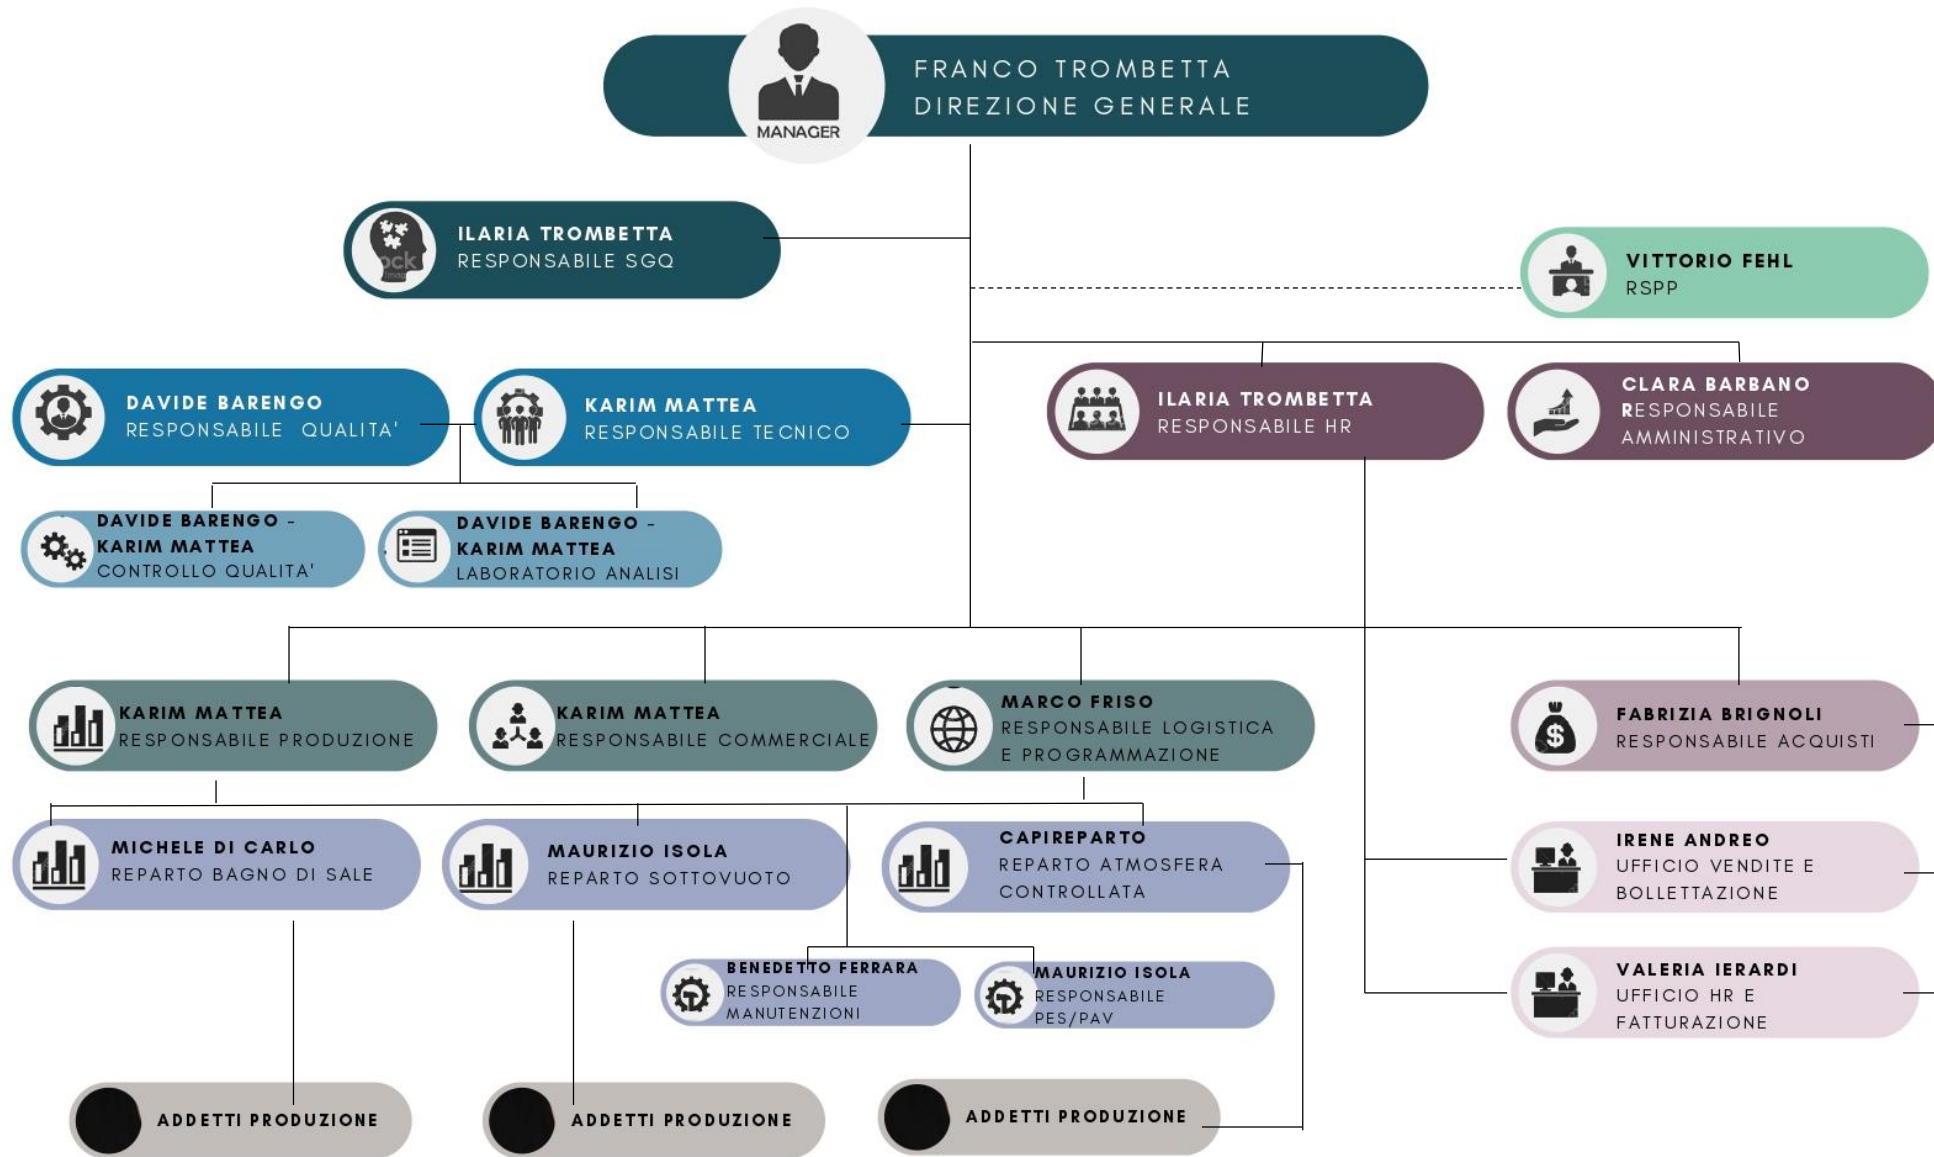 FRANCO TROMBETTA
DIREZIONE GENERALE
MANAGER
ILARIA TROMBETTA
RESPONSABILE SGQ
ock
VITTORIO FEHL
RSPP
DAVIDE BARENGO
RESPONSABILE QUALITA'
KARIM MATTEA
RESPONSABILE TECNICO
ILARIA TROMBETTA
RESPONSABILE HR
CLARA BARBANO
RESPONSABILE
AMMINISTRATIVO
DAVIDE BARENGO -
KARIM MATTEA
CONTROLLO QUALITA'
DAVIDE BARENGO -
KARIM MATTEA
LABORATORIO ANALISI
KARIM MATTEA
RESPONSABILE PRODUZIONE
KARIM MATTEA
RESPONSABILE COMMERCIALE
MARCO FRISO
RESPONSABILE LOGISTICA
E PROGRAMMAZIONE
FABRIZIA BRIGNOLI
RESPONSABILE ACQUISTI
$
MICHELE DI CARLO
REPARTO BAGNO DI SALE
MAURIZIO ISOLA
REPARTO SOTTOVUOTO
CAPIREPARTO
REPARTO ATMOSFERA
CONTROLLATA
IRENE ANDREO
UFFICIO VENDITE E
BOLLETTAZIONE
BENEDETTO FERRARA
RESPONSABILE
MANUTENZIONI
MAURIZIO ISOLA
RESPONSABILE
PES/PAV
VALERIA IERARDI
UFFICIO HR E
FATTURAZIONE
ADDETTI PRODUZIONE
ADDETTI PRODUZIONE
ADDETTI PRODUZIONE